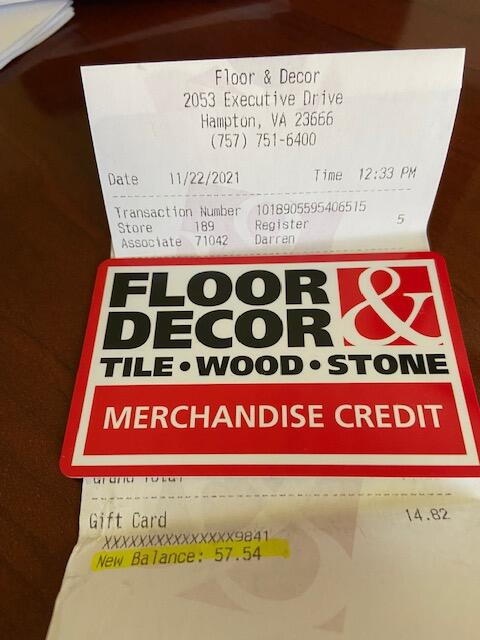 Floor & Decor
2053 Executive Drive
Hampton, VA 23666
(757) 751-6400
Date 11/22/2021 Time 12:33 PM
Transaction Number 1018905595406515
Store 189 Register 5
Associate 71042 Darren
FLOOR &
DECOR
TILE • WOOD • STONE
MERCHANDISE CREDIT
Grand Total
Gift Card 14.82
XXXXXXXXXXXXXXX9841
New Balance: 57.54